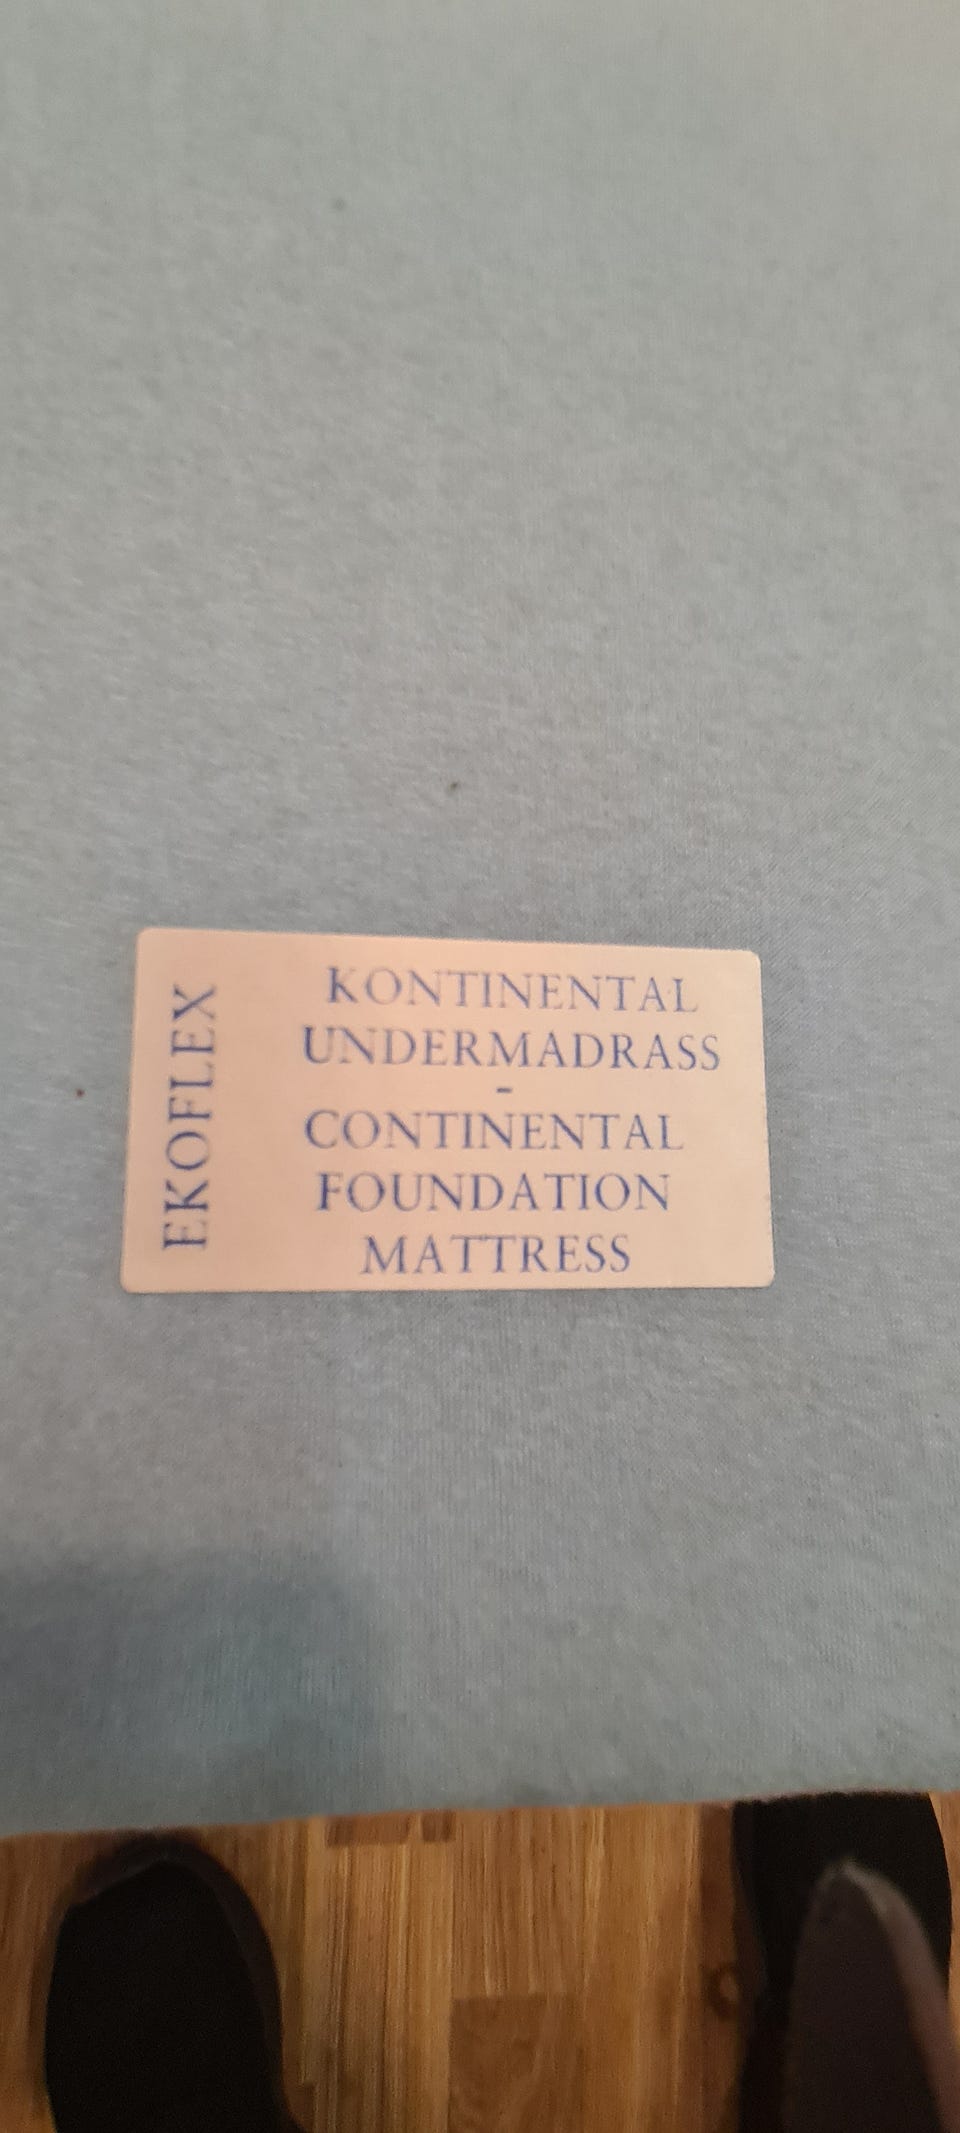 EKOFLEX
KONTINENTAL
UNDERMADRASS
-
CONTINENTAL
FOUNDATION
MATTRESS